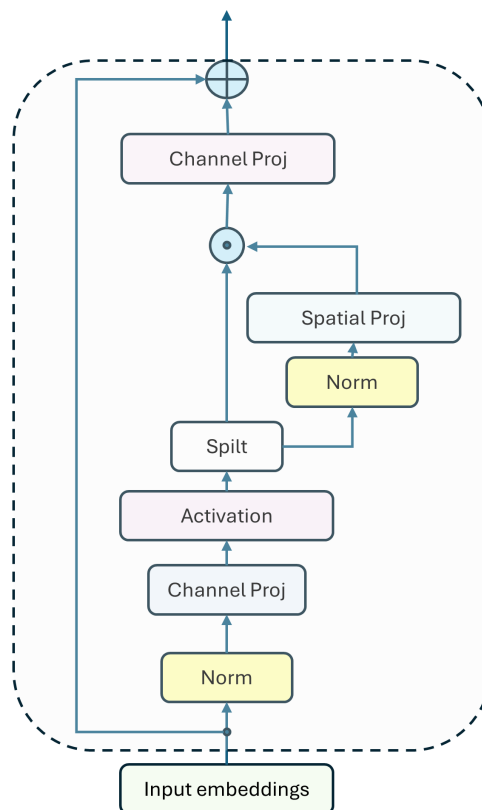 Channel Proj
Spatial Proj
Norm
Spilt
Activation
Channel Proj
Norm
Input embeddings